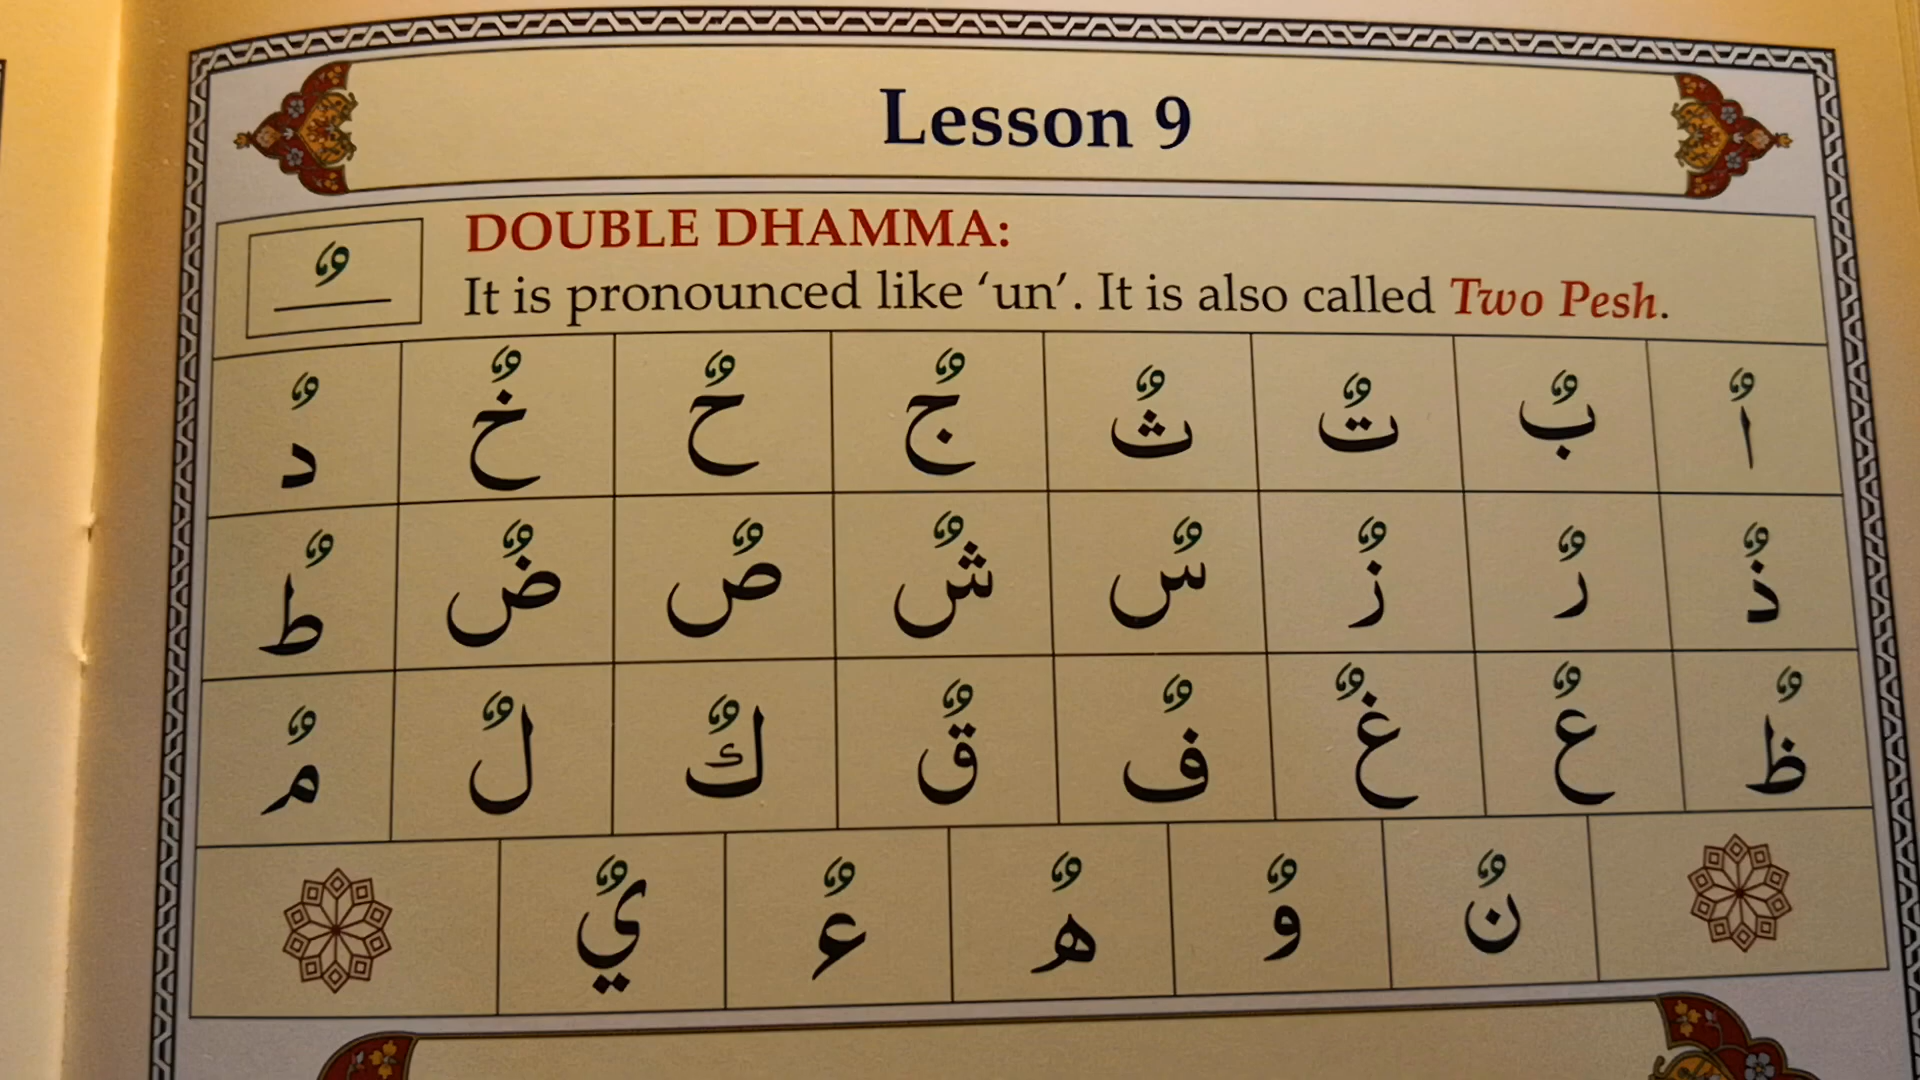 Lesson 9
DOUBLE DHAMMA:
ٌ It is pronounced like ‘un’. It is also called Two Pesh.
اٌ بٌ تٌ ثٌ جٌ حٌ خٌ دٌ
ذٌ رٌ زٌ سٌ شٌ صٌ ضٌ طٌ
ظٌ عٌ غٌ فٌ قٌ كٌ لٌ مٌ
نٌ وٌ هٌ ءٌ يٌ